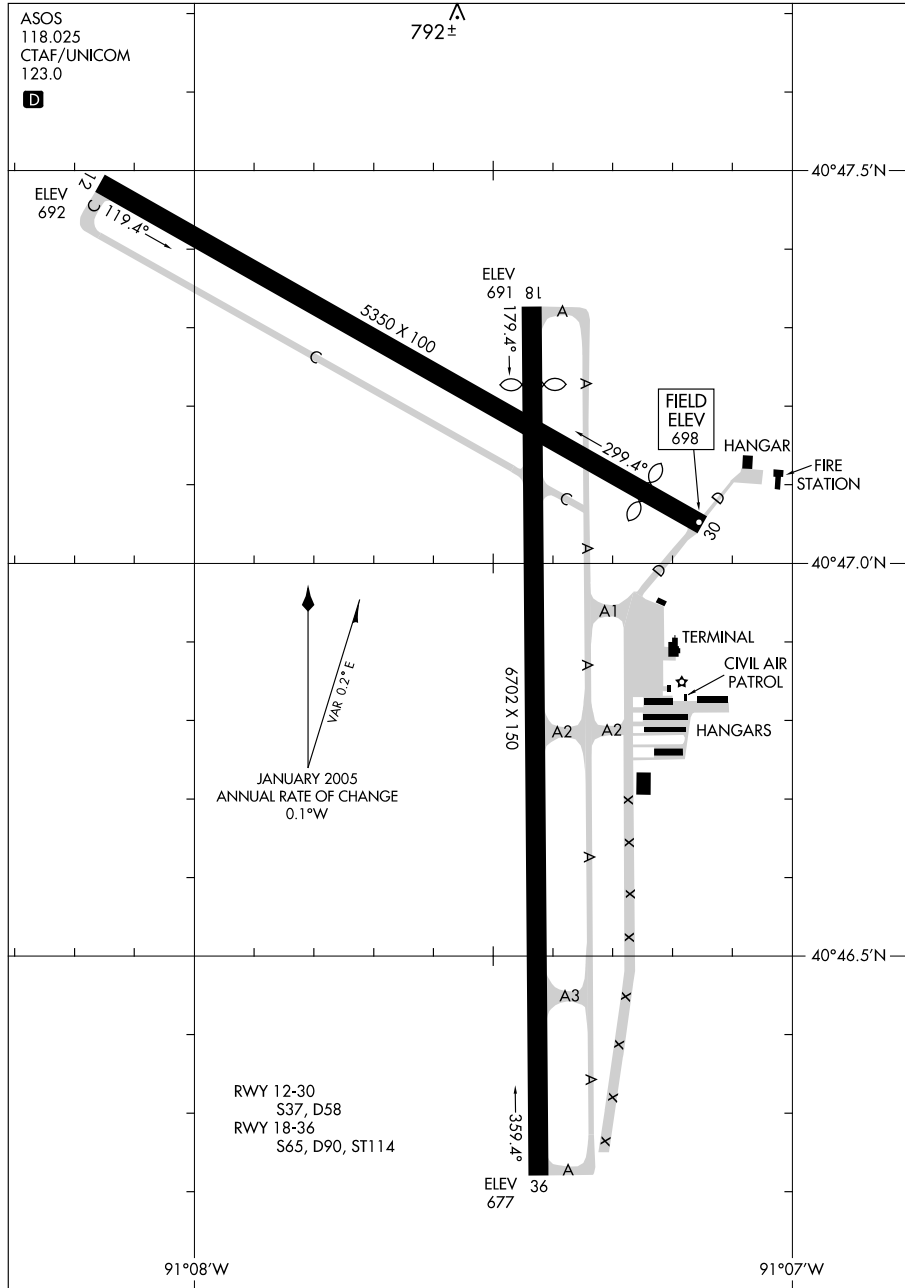 ASOS
118.025
CTAF/UNICOM
123.0
D
792±
40°47.5'N
12
ELEV
692
C
119.4°
ELEV
691
18
A
179.4°
5350 X 100
C
A
FIELD
ELEV
698
HANGAR
FIRE
STATION
299.4°
C
D
30
A
40°47.0'N
D
A1
VAR 0.2° E
A
TERMINAL
CIVIL AIR
PATROL
6702 X 150
A2
A2
HANGARS
JANUARY 2005
ANNUAL RATE OF CHANGE
0.1°W
X
X
A
X
X
40°46.5'N
A3
X
X
A
X
X
RWY 12-30
S37, D58
RWY 18-36
S65, D90, ST114
359.4°
A
ELEV
677
36
91°08'W
91°07'W